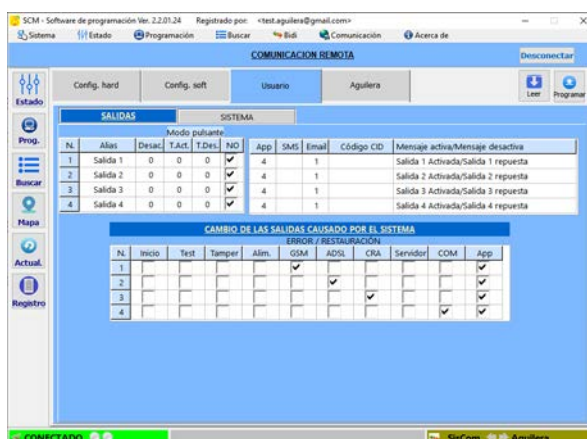 SCM - Software de programación Ver. 2.2.01.24 Registrado por: <test.aguilera@gmail.com>
Sistema Estado Programación Buscar Bidi Comunicación Acerca de
COMUNICACION REMOTA Desconectar
Config. hard Config. soft Usuario Aguilera
Leer Programar
Estado
Prog.
Buscar
Mapa
Actual.
Registro
SALIDAS SISTEMA
Modo pulsante
N. Alias Desac. T.Act. T.Des. NO App SMS Email Código CID Mensaje activa/Mensaje desactiva
1 Salida 1 0 0 0 4 1 Salida 1 Activada/Salida 1 repuesta
2 Salida 2 0 0 0 4 1 Salida 2 Activada/Salida 2 repuesta
3 Salida 3 0 0 0 4 1 Salida 3 Activada/Salida 3 repuesta
4 Salida 4 0 0 0 4 1 Salida 4 Activada/Salida 4 repuesta
CAMBIO DE LAS SALIDAS CAUSADO POR EL SISTEMA
ERROR / RESTAURACIÓN
N. Inicio Test Tamper Alim. GSM ADSL CRA Servidor COM App
1
2
3
4
CONECTADO SisCom Aguilera